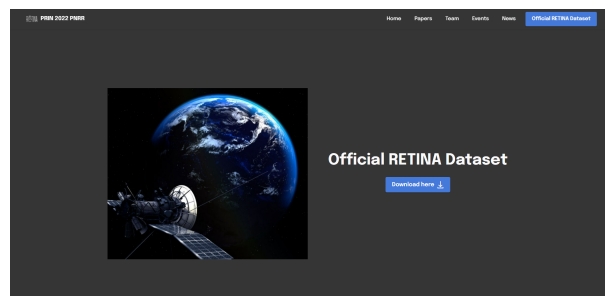 PRIN 2022 PNRR
Home Papers Team Events News Official RETINA Dataset
Official RETINA Dataset
Download here